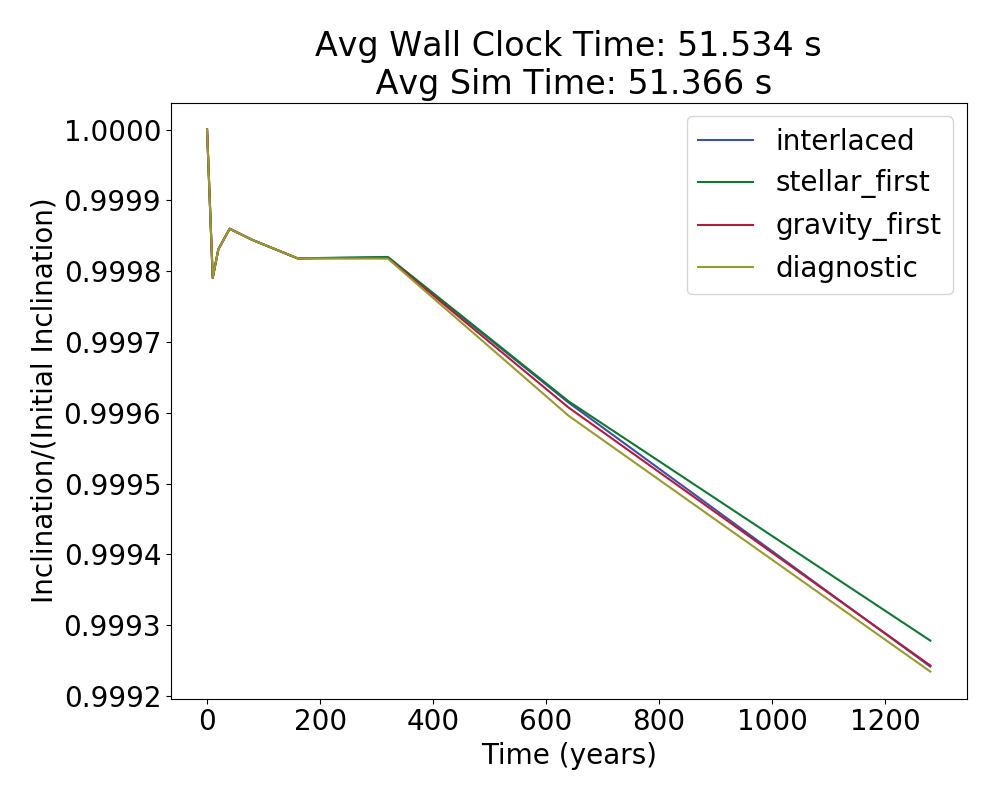 Avg Wall Clock Time: 51.534 s
Avg Sim Time: 51.366 s
interlaced
stellar_first
gravity_first
diagnostic
Inclination/(Initial Inclination)
1.0000
0.9999
0.9998
0.9997
0.9996
0.9995
0.9994
0.9993
0.9992
0 200 400 600 800 1000 1200
Time (years)